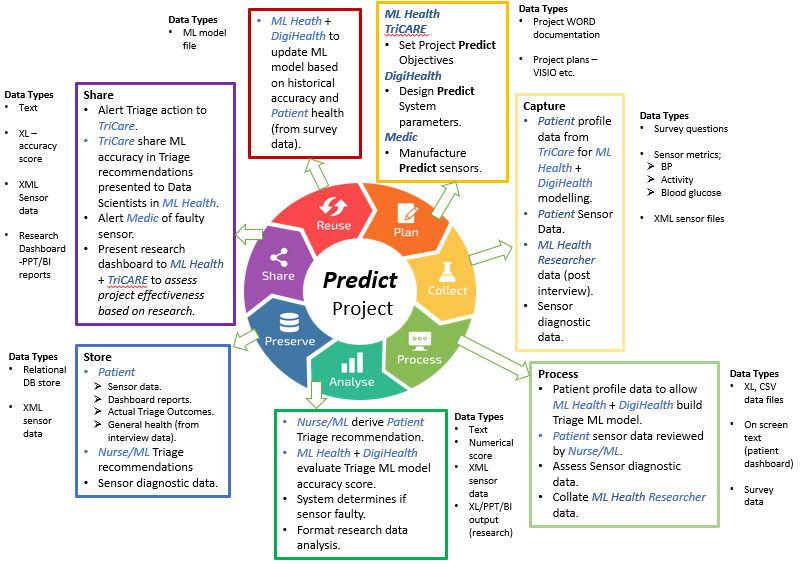 Data Types
• ML model
file
• ML Heath +
DigiHealth to
update ML
model based
on historical
accuracy and
Patient health
(from survey
data).
ML Health
TriCARE
• Set Project Predict
Objectives
DigiHealth
• Design Predict
System
parameters.
Medic
• Manufacture
Predict sensors.
Data Types
• Project WORD
documentation
• Project plans –
VISIO etc.
Data Types
• Text
• XL –
accuracy
score
• XML
Sensor
data
• Research
Dashboard
-PPT/BI
reports
Share
• Alert Triage action to
TriCare.
• TriCare share ML
accuracy in Triage
recommendations
presented to Data
Scientists in ML Health.
• Alert Medic of faulty
sensor.
• Present research
dashboard to ML Health
+ TriCARE to assess
project effectiveness
based on research.
Capture
• Patient profile
data from
TriCare for ML
Health +
DigiHealth
modelling.
• Patient Sensor
Data.
• ML Health
Researcher
data (post
interview).
• Sensor
diagnostic
data.
Data Types
• Survey questions
• Sensor metrics;
➢ BP
➢ Activity
➢ Blood glucose
• XML sensor files
Reuse
Plan
Share
Collect
Predict
Project
Preserve
Process
Analyse
Data Types
• Relational
DB store
• XML
sensor
data
Store
• Patient
➢ Sensor data.
➢ Dashboard reports.
➢ Actual Triage Outcomes.
➢ General health (from
interview data).
• Nurse/ML Triage
recommendations
• Sensor diagnostic data.
• Nurse/ML derive Patient
Triage recommendation.
• ML Health + DigiHealth
evaluate Triage ML model
accuracy score.
• System determines if
sensor faulty.
• Format research data
analysis.
Data Types
• Text
• Numerical
score
• XML
sensor
data
• XL/PPT/BI
output
(research)
Process
• Patient profile data to allow
ML Health + DigiHealth build
Triage ML model.
• Patient sensor data reviewed
by Nurse/ML.
• Assess Sensor diagnostic
data.
• Collate ML Health Researcher
data.
Data Types
• XL, CSV
data files
• On screen
text
(patient
dashboard)
• Survey
data